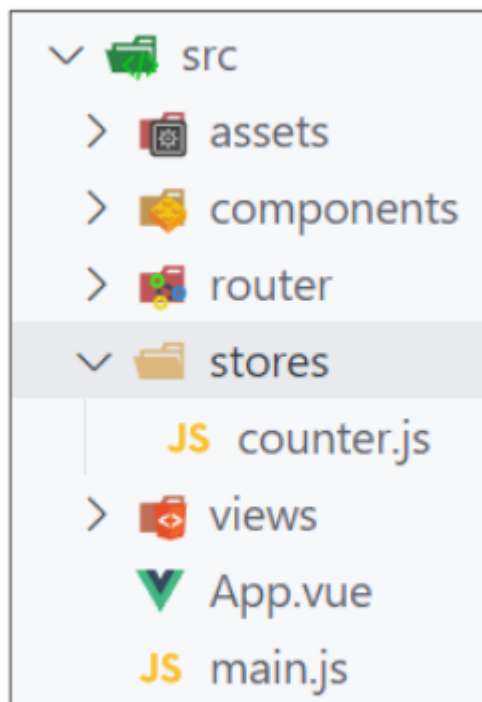 src
assets
components
router
stores
JS counter.js
views
App.vue
JS main.js